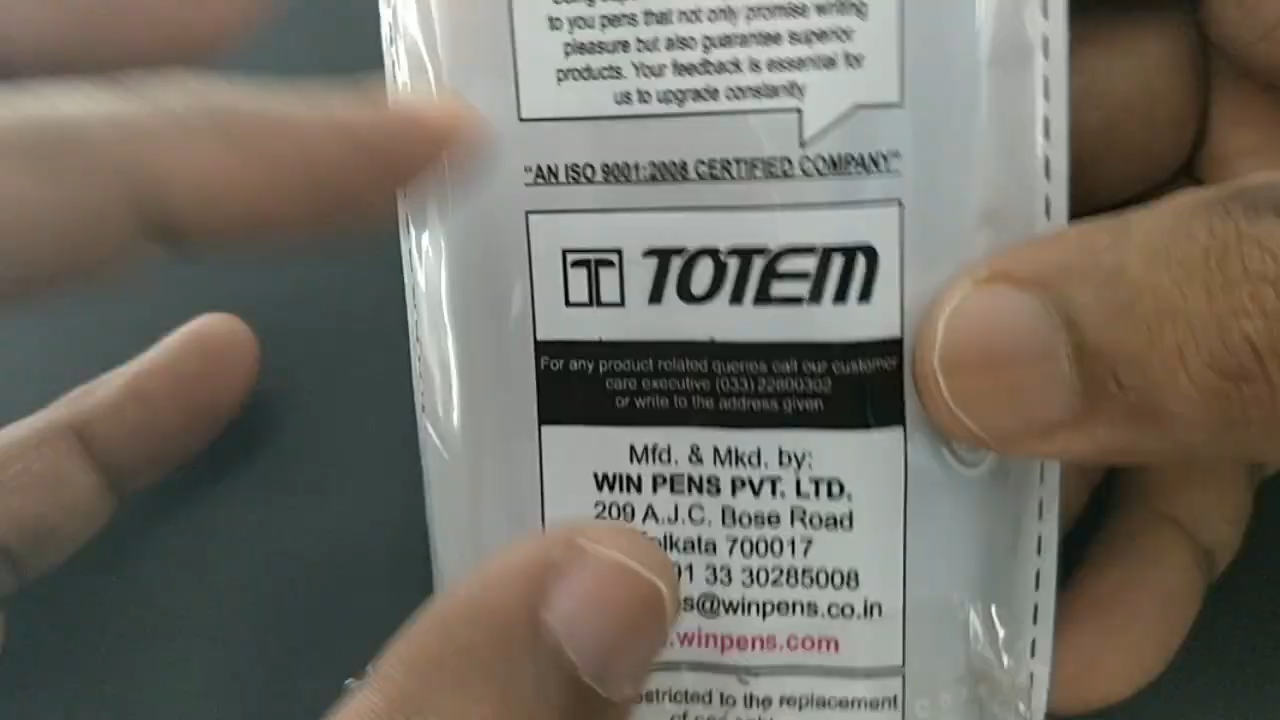 to you pens that not only promise writing
pleasure but also guarantee superior
products. Your feedback is essential for
us to upgrade constantly
"AN ISO 9001:2008 CERTIFIED COMPANY"
TOTEM
For any product related queries call our customer
care executive (033) 22800302
or write to the address given
Mfd. & Mkd. by:
WIN PENS PVT. LTD.
209 A.J.C. Bose Road
olkata 700017
91 33 30285008
s@winpens.co.in
.winpens.com
stricted to the replacement